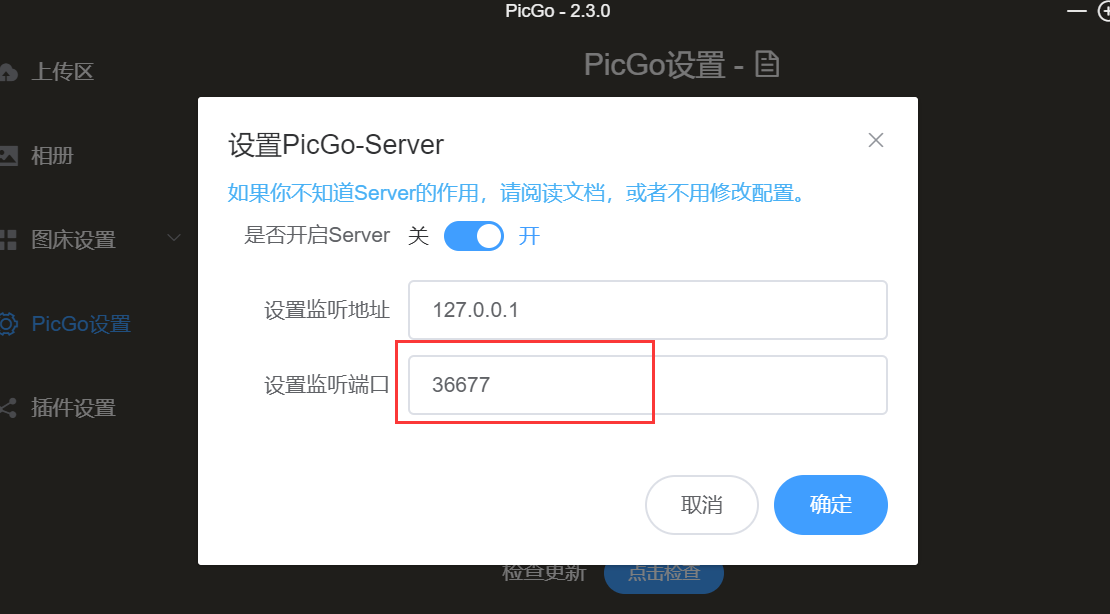 PicGo - 2.3.0
上传区
PicGo设置 -
相册
图床设置
PicGo设置
插件设置
设置PicGo-Server
如果你不知道Server的作用，请阅读文档，或者不用修改配置。
是否开启Server 关 开
设置监听地址 127.0.0.1
设置监听端口 36677
取消 确定
检查更新 点击检查